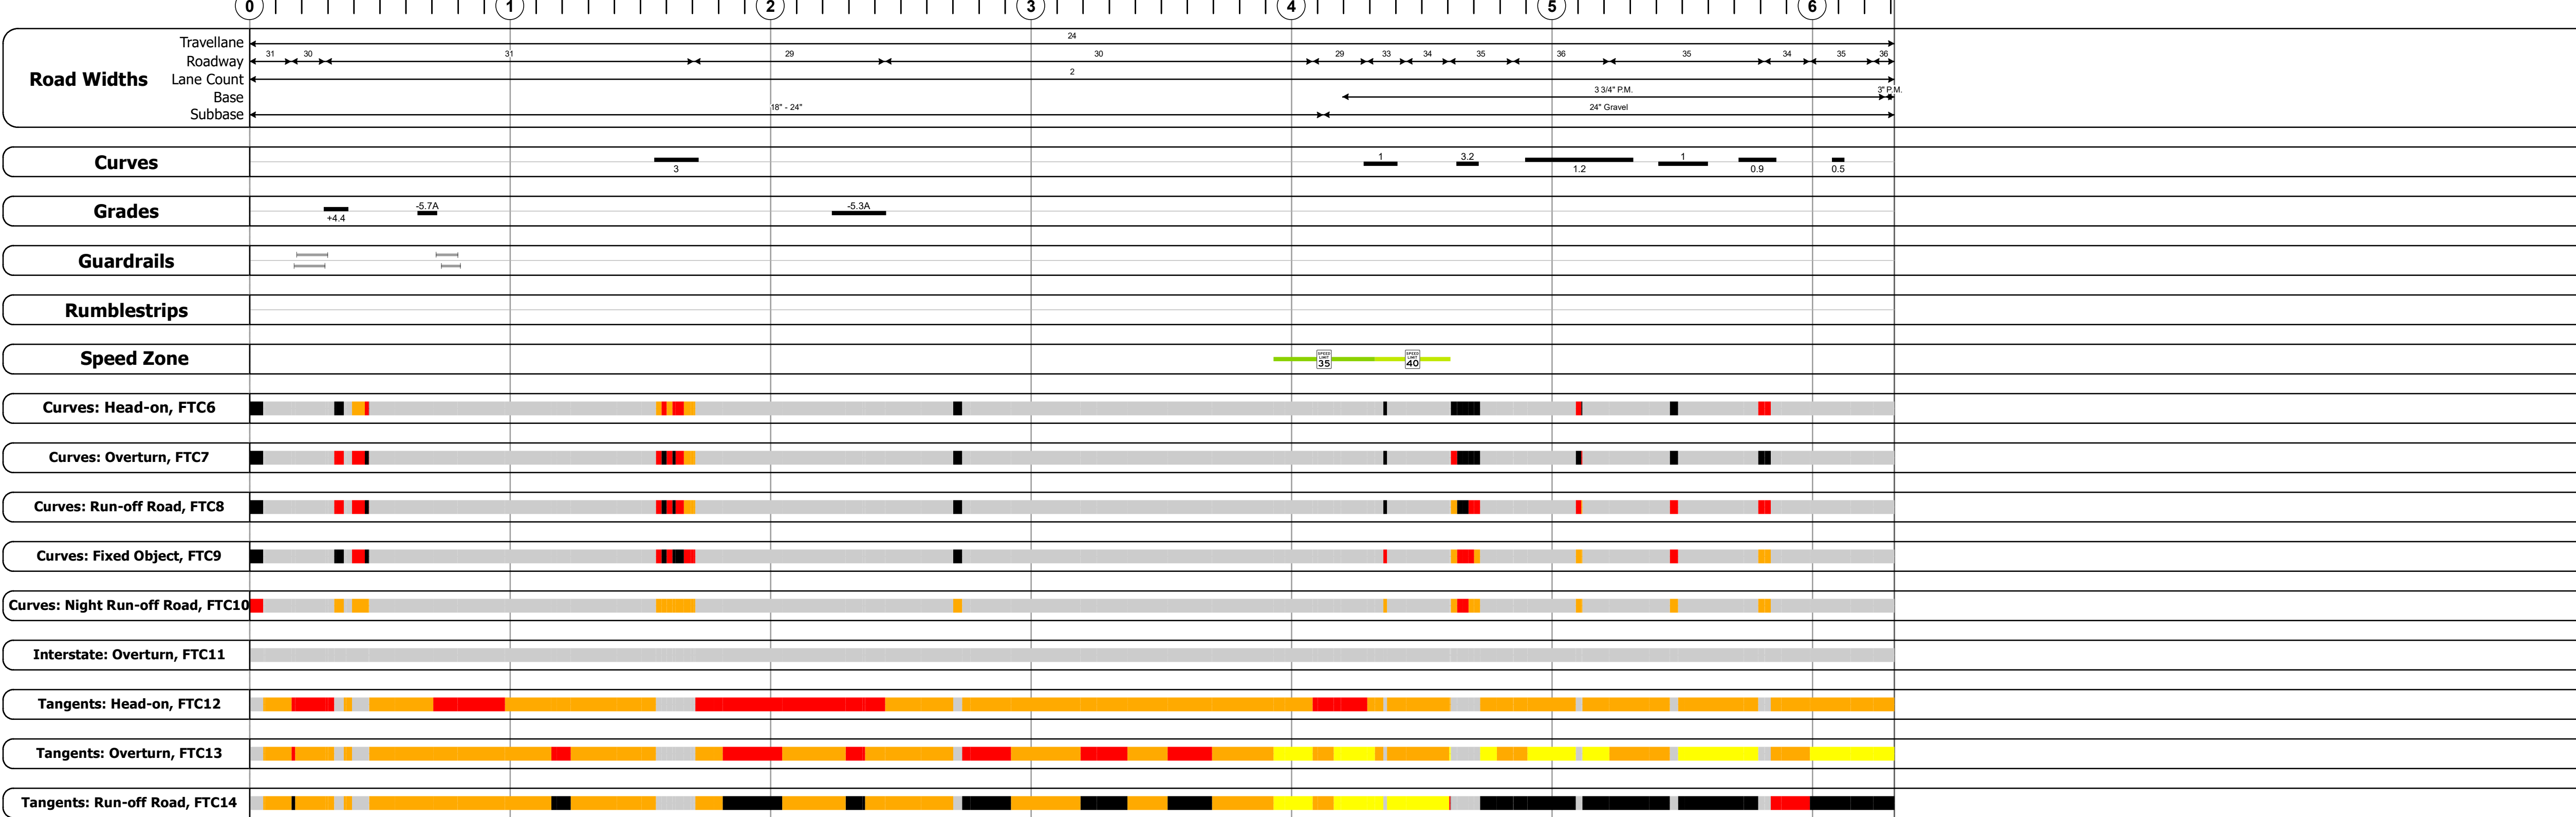 0 1 2 3 4 5 6
Travellane 24
31 30 31 29 30 29 33 34 35 36 35 34 35 36
Roadway
Road Widths
Lane Count 2
Base 3 3/4" P.M. 3" P.M.
Subbase 18" - 24" 24" Gravel
Curves 3 1 3.2 1.2 1 0.9 0.5
Grades +4.4 -5.7A -5.3A
Guardrails
Rumblestrips
Speed Zone SPEED LIMIT 35 SPEED LIMIT 40
Curves: Head-on, FTC6
Curves: Overturn, FTC7
Curves: Run-off Road, FTC8
Curves: Fixed Object, FTC9
Curves: Night Run-off Road, FTC10
Interstate: Overturn, FTC11
Tangents: Head-on, FTC12
Tangents: Overturn, FTC13
Tangents: Run-off Road, FTC14